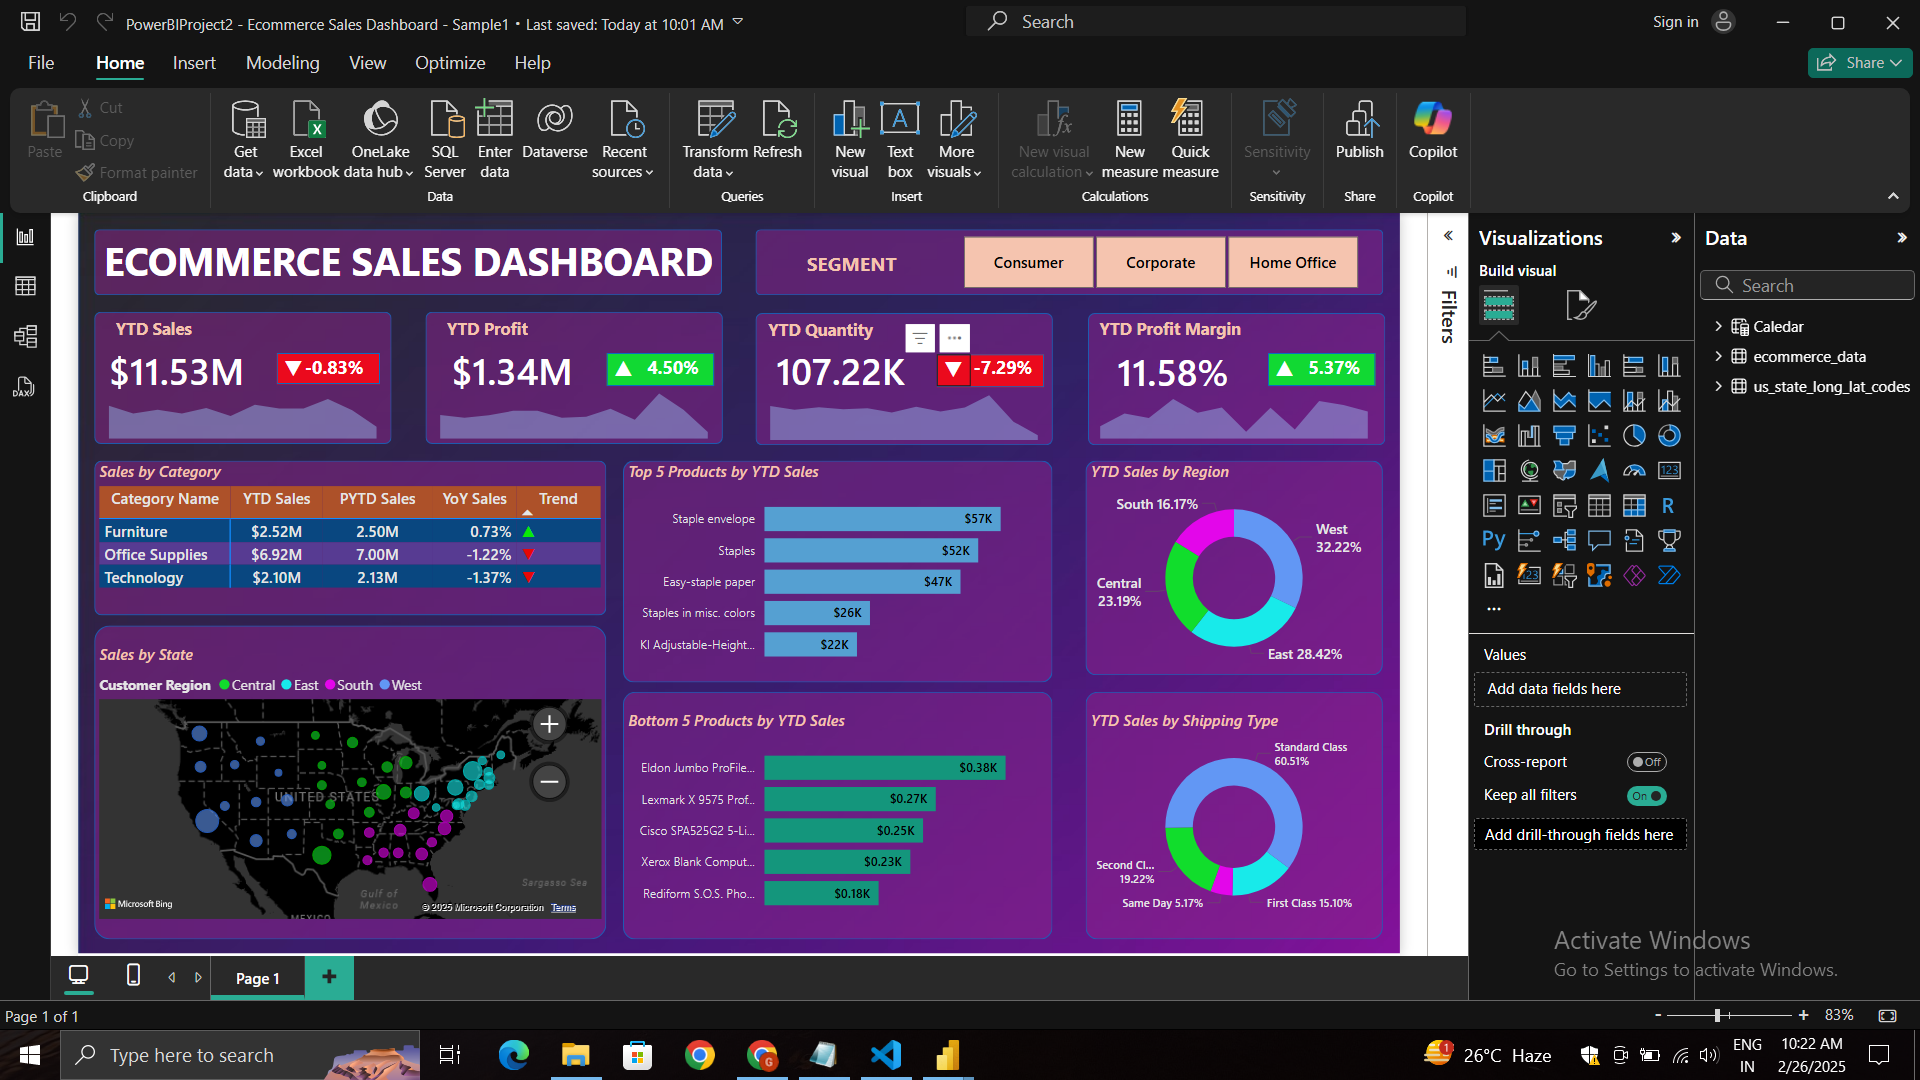 PowerBIProject2 - Ecommerce Sales Dashboard - Sample1 • Last saved: Today at 10:01 AM
Search
Sign in
File
Home
Insert
Modeling
View
Optimize
Help
Share
Paste
Cut
Copy
Format painter
Clipboard
Get data
Excel workbook
OneLake data hub
SQL Server
Enter data
Dataverse
Recent sources
Data
Transform data
Refresh
Queries
New visual
Text box
More visuals
Insert
New visual calculation
New measure
Quick measure
Calculations
Sensitivity
Sensitivity
Publish
Share
Copilot
Copilot
ECOMMERCE SALES DASHBOARD
SEGMENT
Consumer
Corporate
Home Office
YTD Sales
$11.53M
▼-0.83%
YTD Profit
$1.34M
▲ 4.50%
YTD Quantity
107.22K
▼ -7.29%
YTD Profit Margin
11.58%
▲ 5.37%
Sales by Category
Category Name YTD Sales PYTD Sales YoY Sales Trend
Furniture $2.52M 2.50M 0.73% ▲
Office Supplies $6.92M 7.00M -1.22% ▼
Technology $2.10M 2.13M -1.37% ▼
Top 5 Products by YTD Sales
Staple envelope $57K
Staples $52K
Easy-staple paper $47K
Staples in misc. colors $26K
KI Adjustable-Height... $22K
YTD Sales by Region
South 16.17%
West
32.22%
Central
23.19%
East 28.42%
Sales by State
Customer Region Central East South West
UNITED STATES
Gulf of
Mexico
Sargasso Sea
MEXICO
Microsoft Bing
© 2025 Microsoft Corporation Terms
Bottom 5 Products by YTD Sales
Eldon Jumbo ProFile... $0.38K
Lexmark X 9575 Prof... $0.27K
Cisco SPA525G2 5-Li... $0.25K
Xerox Blank Comput... $0.23K
Rediform S.O.S. Pho... $0.18K
YTD Sales by Shipping Type
Standard Class
60.51%
Second Cl...
19.22%
Same Day 5.17%
First Class 15.10%
Filters
Visualizations
Build visual
R
Py
123
Values
Add data fields here
Drill through
Cross-report
Off
Keep all filters
On
Add drill-through fields here
Data
Search
Caledar
ecommerce_data
us_state_long_lat_codes
Activate Windows
Go to Settings to activate Windows.
DAX
Page 1
Page 1 of 1
- + 83%
Type here to search
G
1
26°C Haze
ENG
IN
10:22 AM
2/26/2025